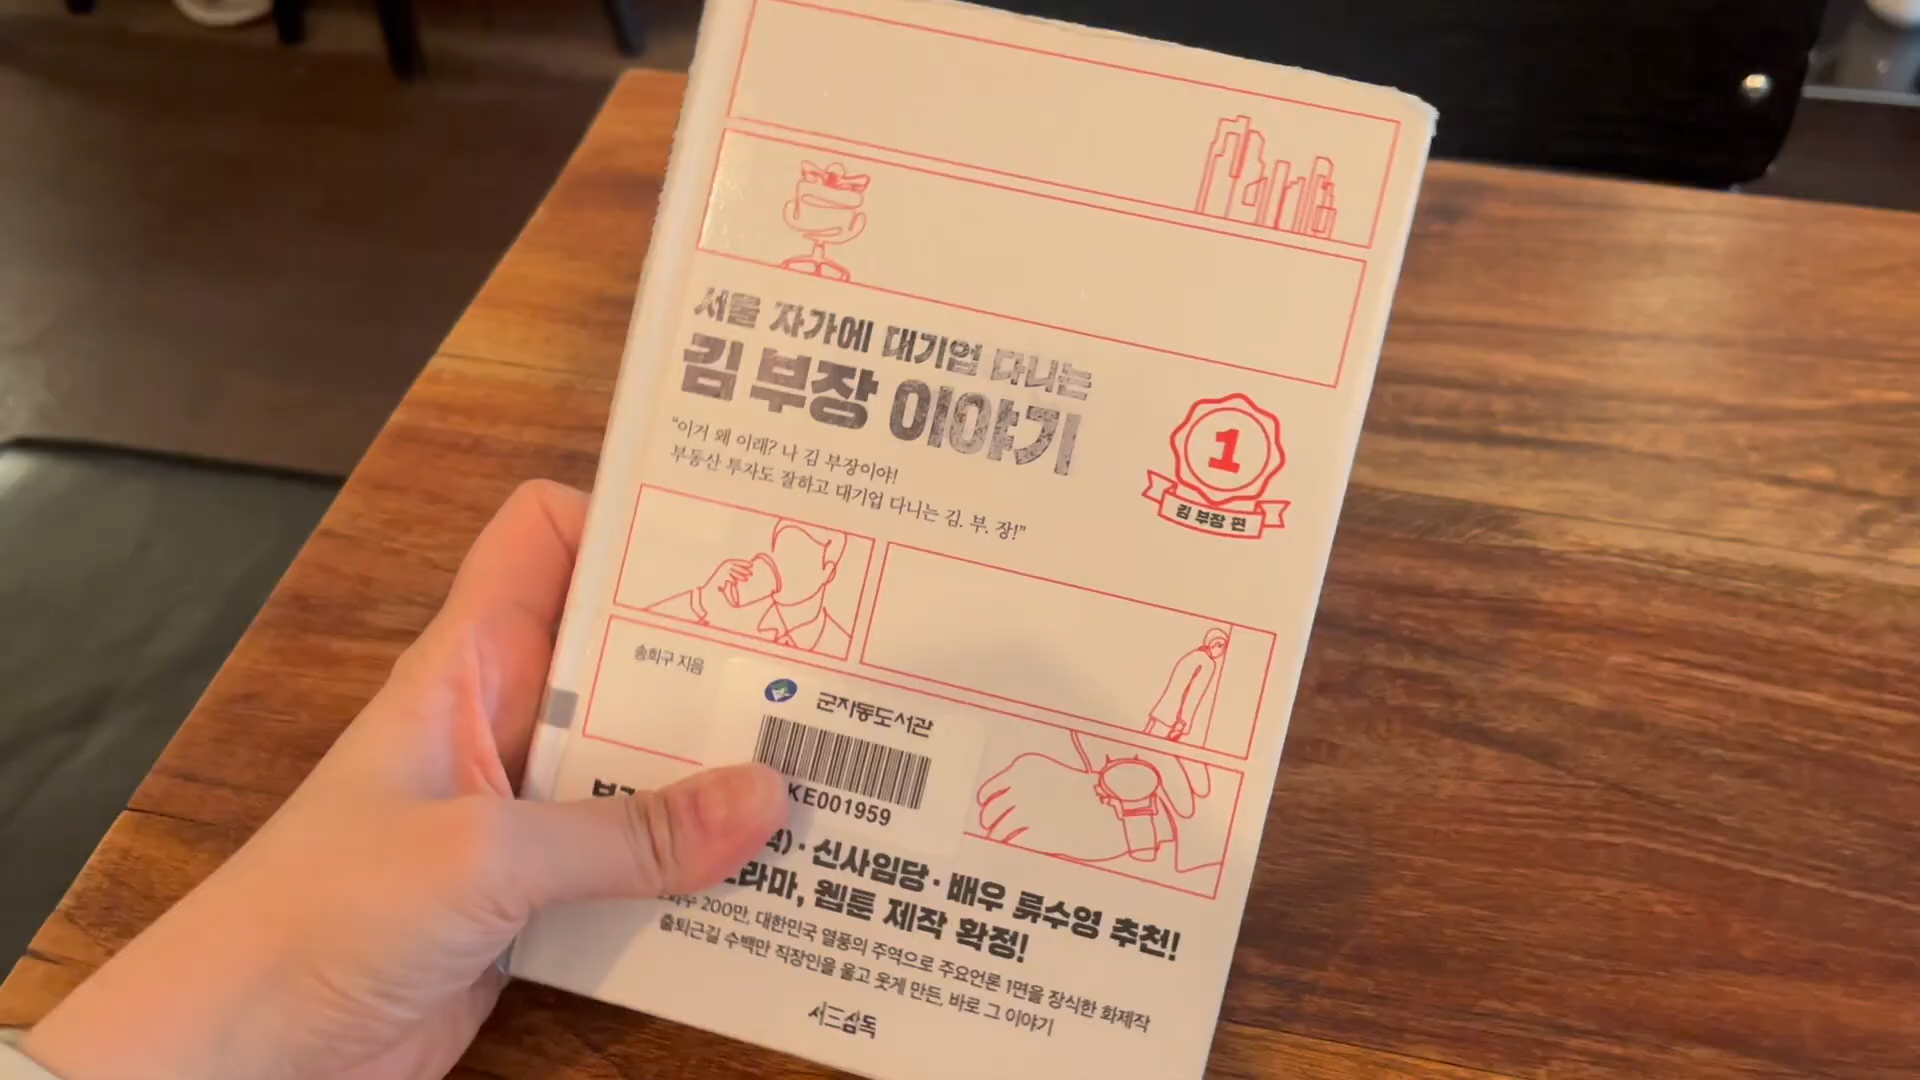 서울 자가에 대기업 다니는
김 부장 이야기
"이거 왜 이래? 나 김 부장이야!
부동산 투자도 잘하고 대기업 다니는 김. 부. 장!"
1
김 부장 편
송희구 지음
군자동도서관
KE001959
신사임당 · 배우 류수영 추천!
웹툰 제작 확정!
200만, 대한민국 열풍의 주역으로 주요언론 1면을 장식한 화제작
출퇴근길 수백만 직장인을 울고 웃게 만든, 바로 그 이야기
서삼독